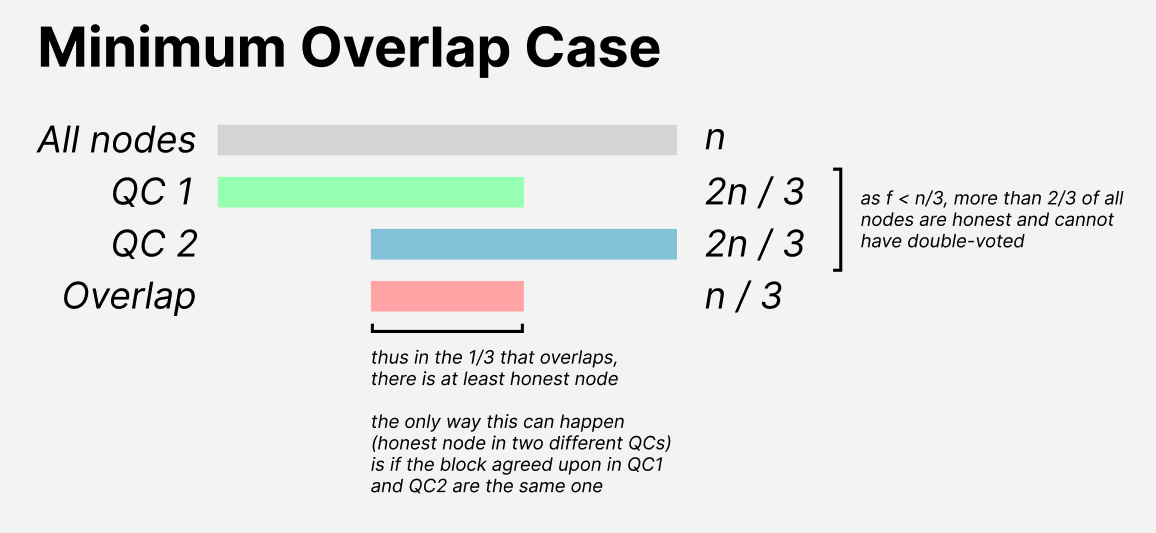 Minimum Overlap Case
All nodes
n
QC 1
2n / 3
QC 2
2n / 3
as f < n/3, more than 2/3 of all
nodes are honest and cannot
have double-voted
Overlap
n / 3
thus in the 1/3 that overlaps,
there is at least honest node
the only way this can happen
(honest node in two different QCs)
is if the block agreed upon in QC1
and QC2 are the same one